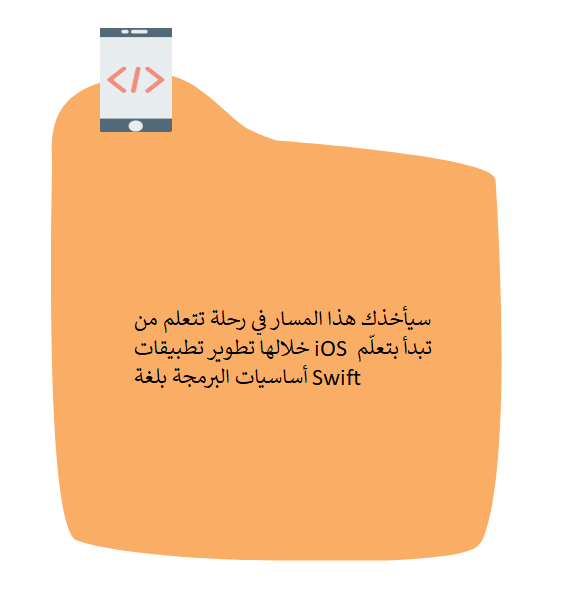 سيأخذك هذا المسار في رحلة تتعلم من
خلالها تطوير تطبيقات iOS تبدأ بتعلّم
أساسيات البرمجة بلغة Swift